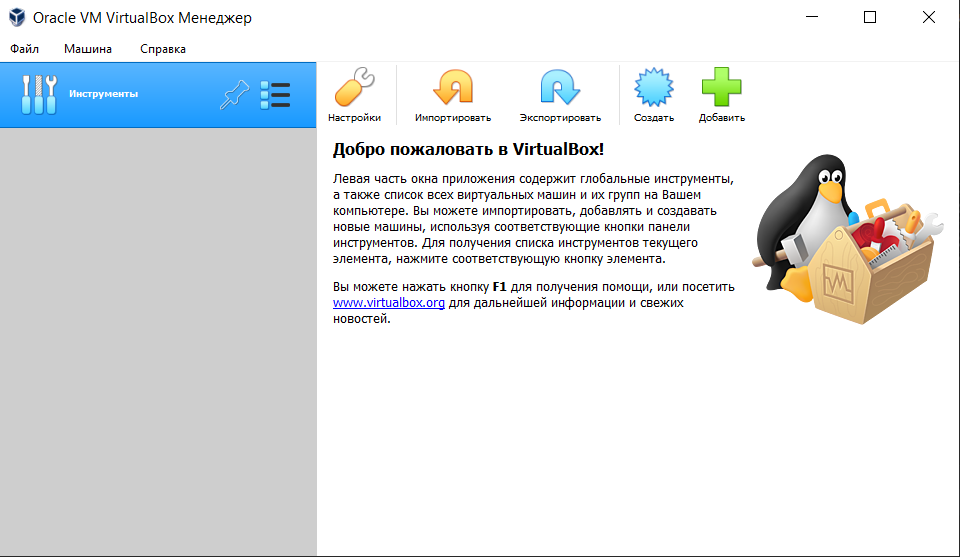 Oracle VM VirtualBox Менеджер
Файл Машина Справка
Инструменты
Настройки Импортировать Экспортировать Создать Добавить
Добро пожаловать в VirtualBox!
Левая часть окна приложения содержит глобальные инструменты,
а также список всех виртуальных машин и их групп на Вашем
компьютере. Вы можете импортировать, добавлять и создавать
новые машины, используя соответствующие кнопки панели
инструментов. Для получения списка инструментов текущего
элемента, нажмите соответствующую кнопку элемента.
Вы можете нажать кнопку F1 для получения помощи, или посетить
www.virtualbox.org для дальнейшей информации и свежих
новостей.